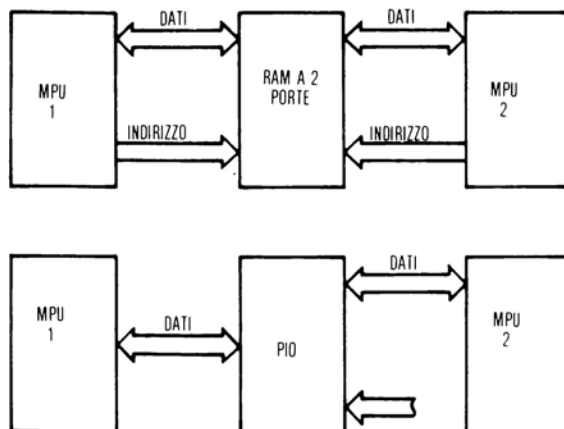 DATI
DATI
MPU
1
RAM A 2
PORTE
MPU
2
INDIRIZZO
INDIRIZZO
MPU
1
DATI
PIO
DATI
MPU
2